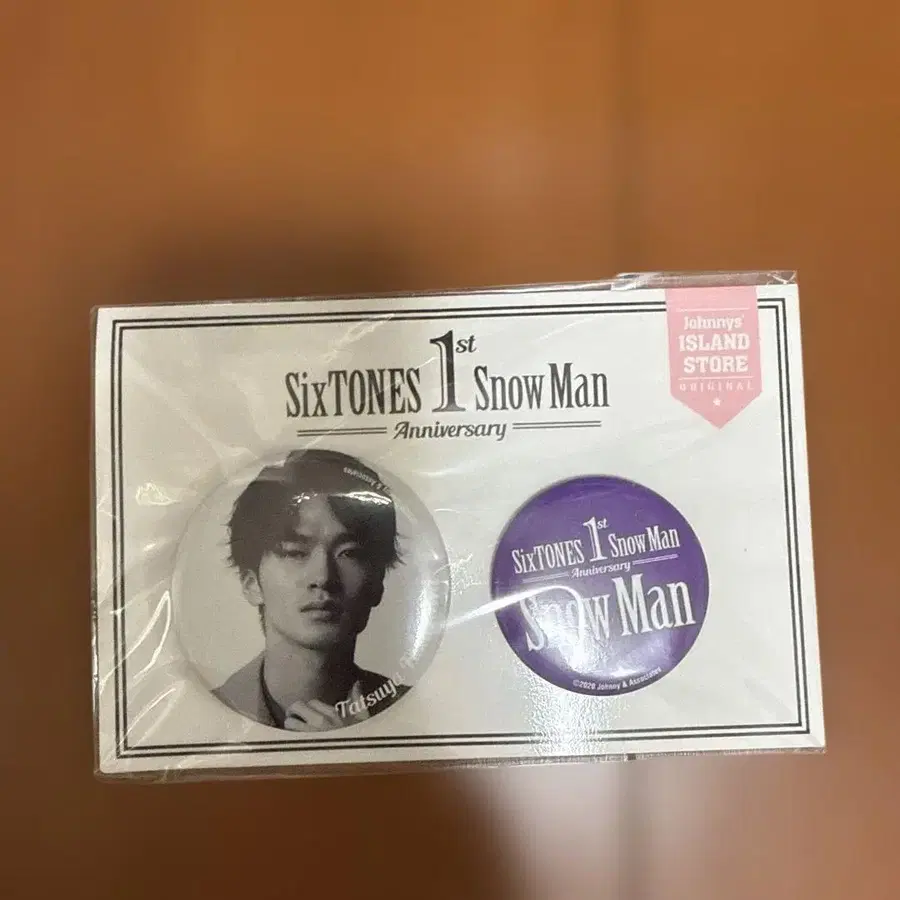 SixTONES 1st Snow Man
Anniversary
Johnnys'
ISLAND
STORE
ORIGINAL
Tatsuya
SixTONES 1st Snow Man
Anniversary
Snow Man
©2020 Johnny & Associates